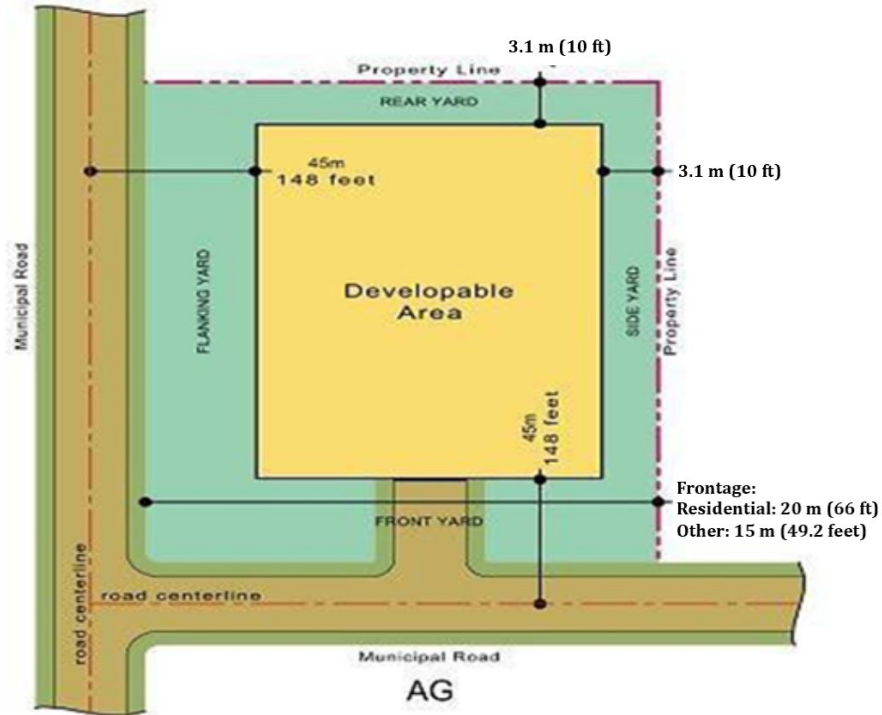 3.1 m (10 ft)
Property Line
REAR YARD
45m
148 feet
3.1 m (10 ft)
Municipal Road
FLANKING YARD
Developable
Area
SIDE YARD
Property Line
45m
148 feet
Frontage:
Residential: 20 m (66 ft)
Other: 15 m (49.2 feet)
FRONT YARD
road centerline
road centerline
Municipal Road
AG